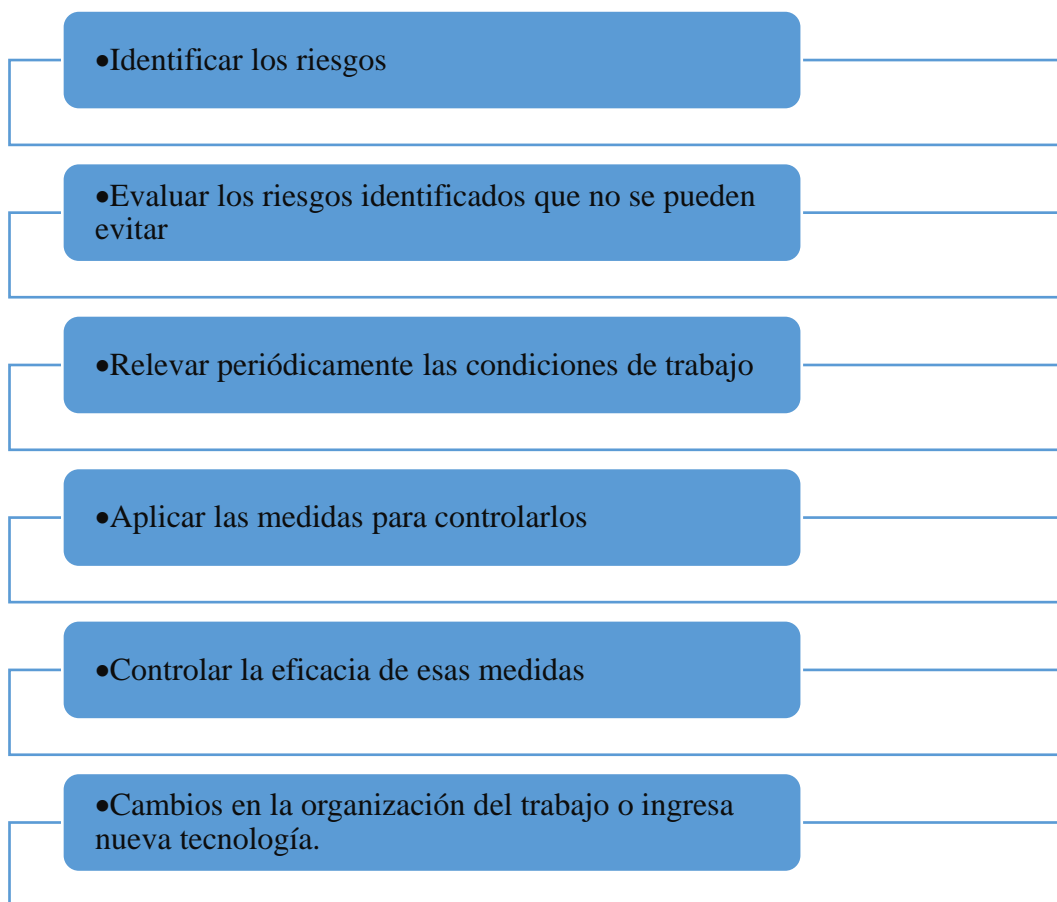 •Identificar los riesgos
•Evaluar los riesgos identificados que no se pueden
evitar
•Relevar periódicamente las condiciones de trabajo
•Aplicar las medidas para controlarlos
•Controlar la eficacia de esas medidas
•Cambios en la organización del trabajo o ingresa
nueva tecnología.